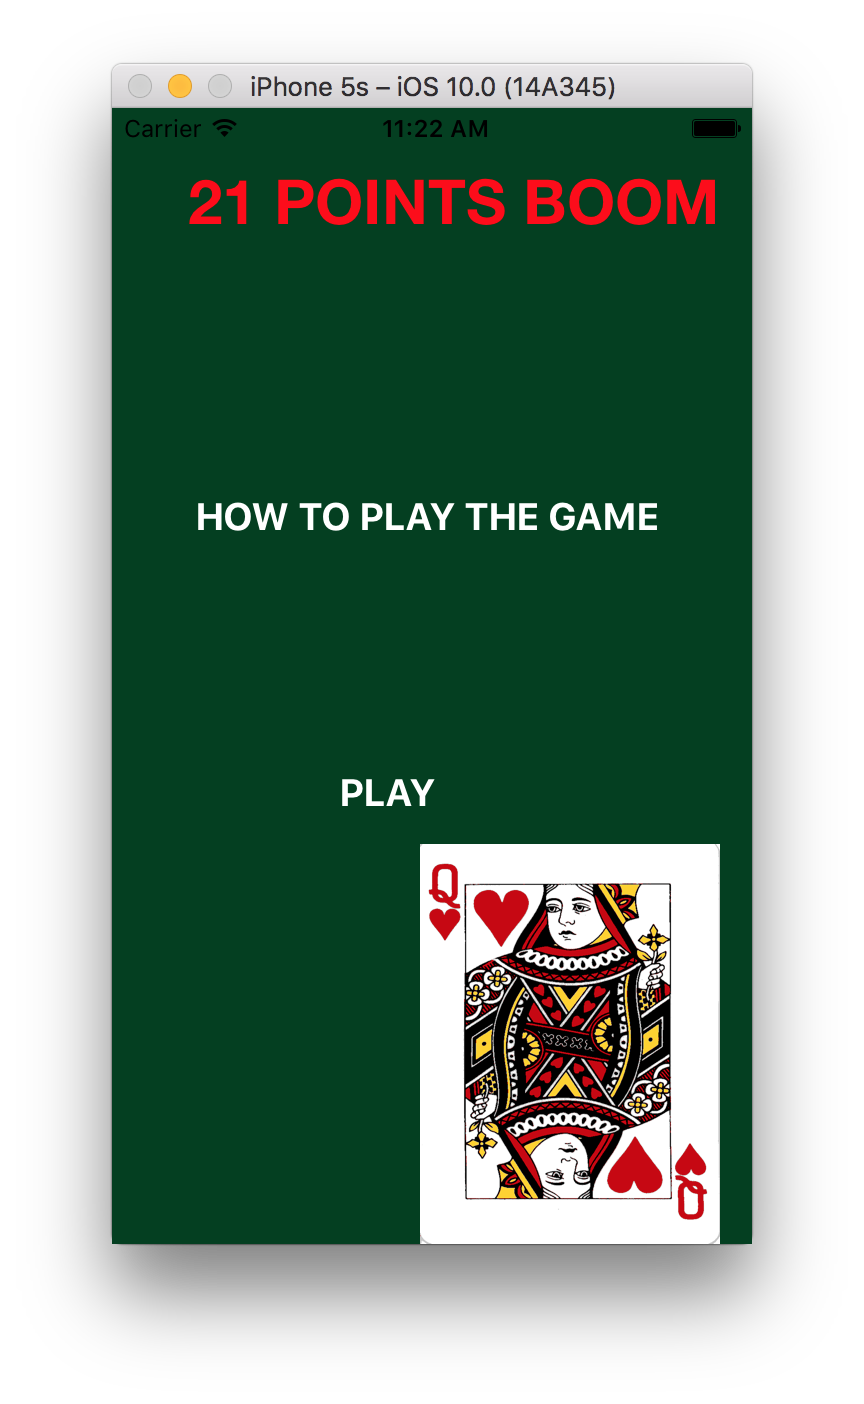 iPhone 5s – iOS 10.0 (14A345)
Carrier 11:22 AM
21 POINTS BOOM
HOW TO PLAY THE GAME
PLAY
Q
Q